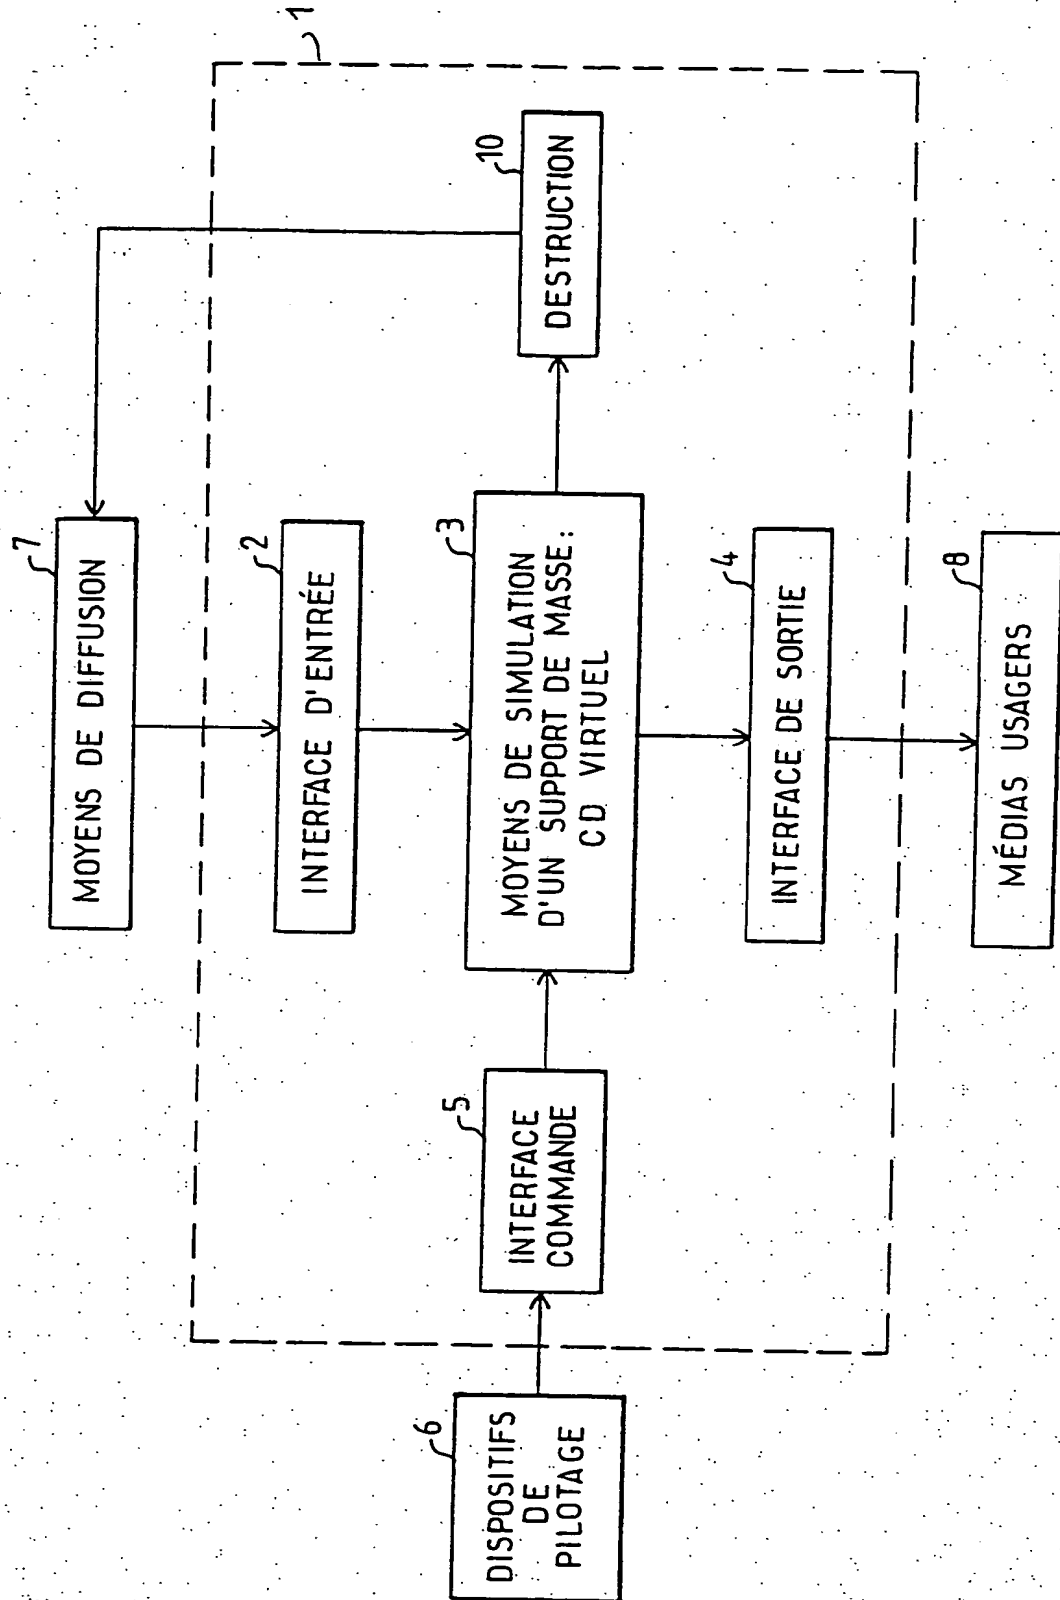 1
7
MOYENS DE DIFFUSION
2
INTERFACE D'ENTRÉE
6
DISPOSITIFS
DE
PILOTAGE
5
INTERFACE
COMMANDE
3
MOYENS DE SIMULATION
D'UN SUPPORT DE MASSE:
CD VIRTUEL
10
DESTRUCTION
4
INTERFACE DE SORTIE
8
MÉDIAS USAGERS